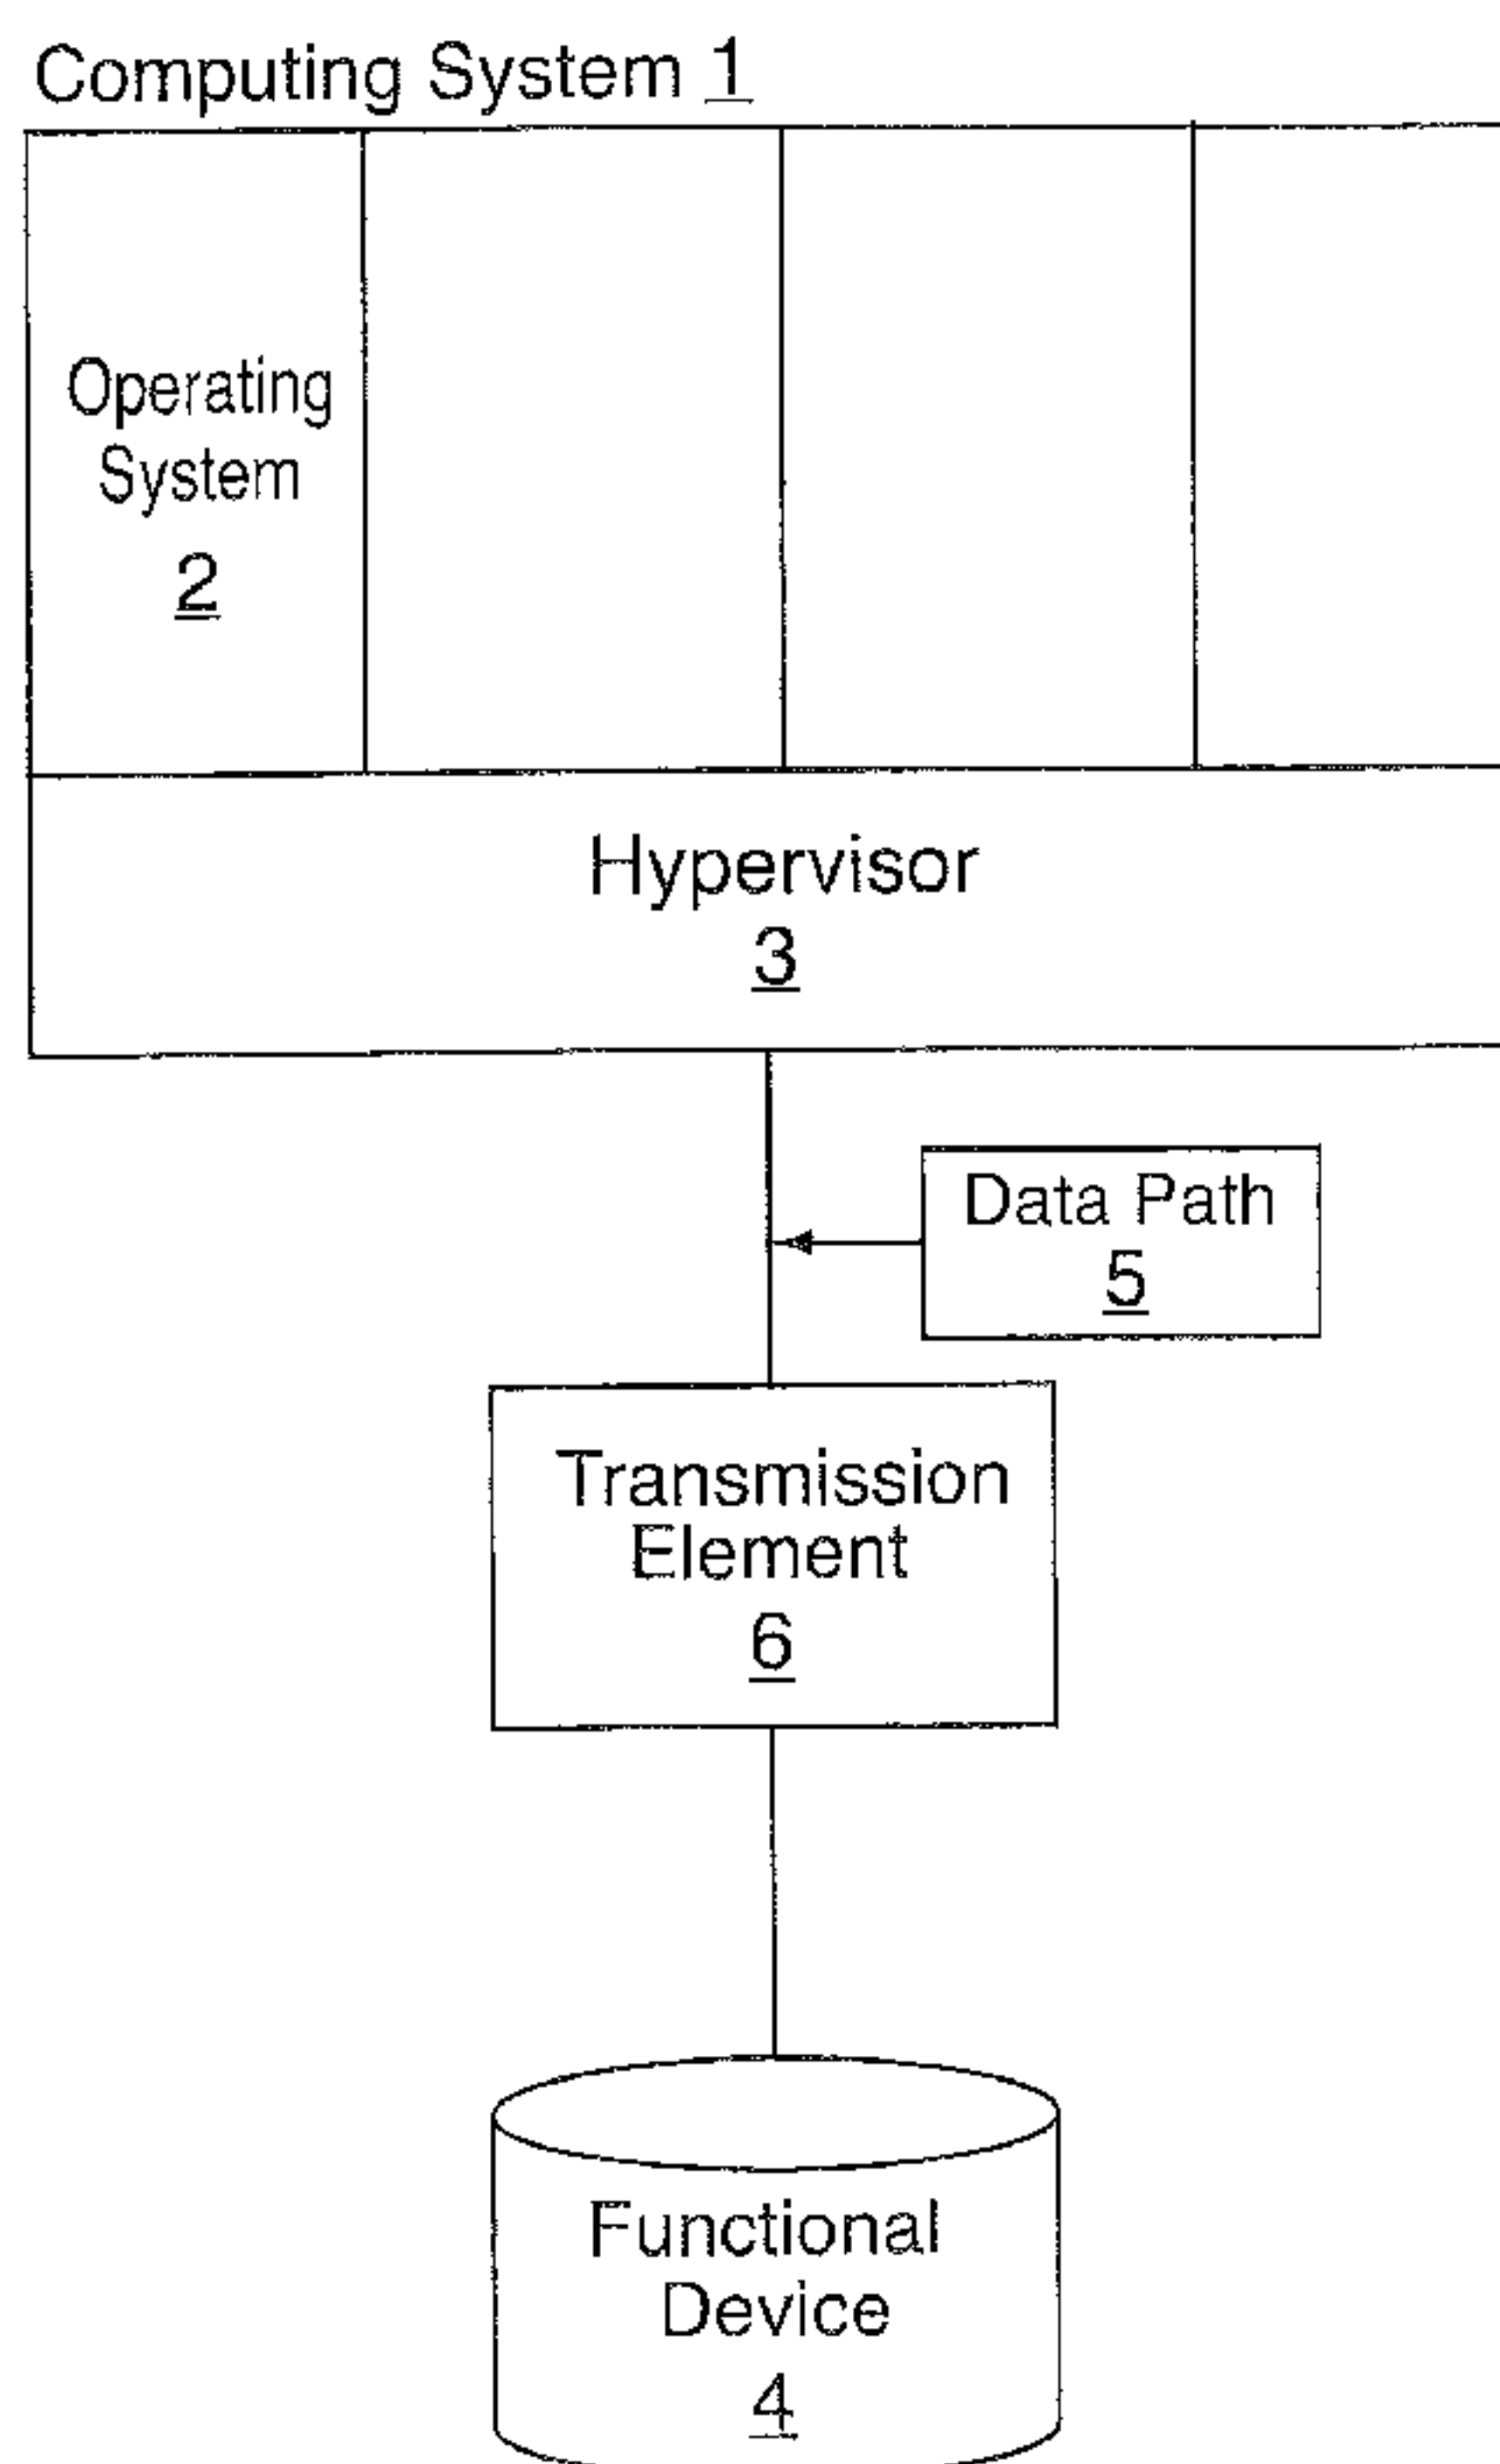 Computing System 1
Operating
System
2
Hypervisor
3
Data Path
5
Transmission
Element
6
Functional
Device
4